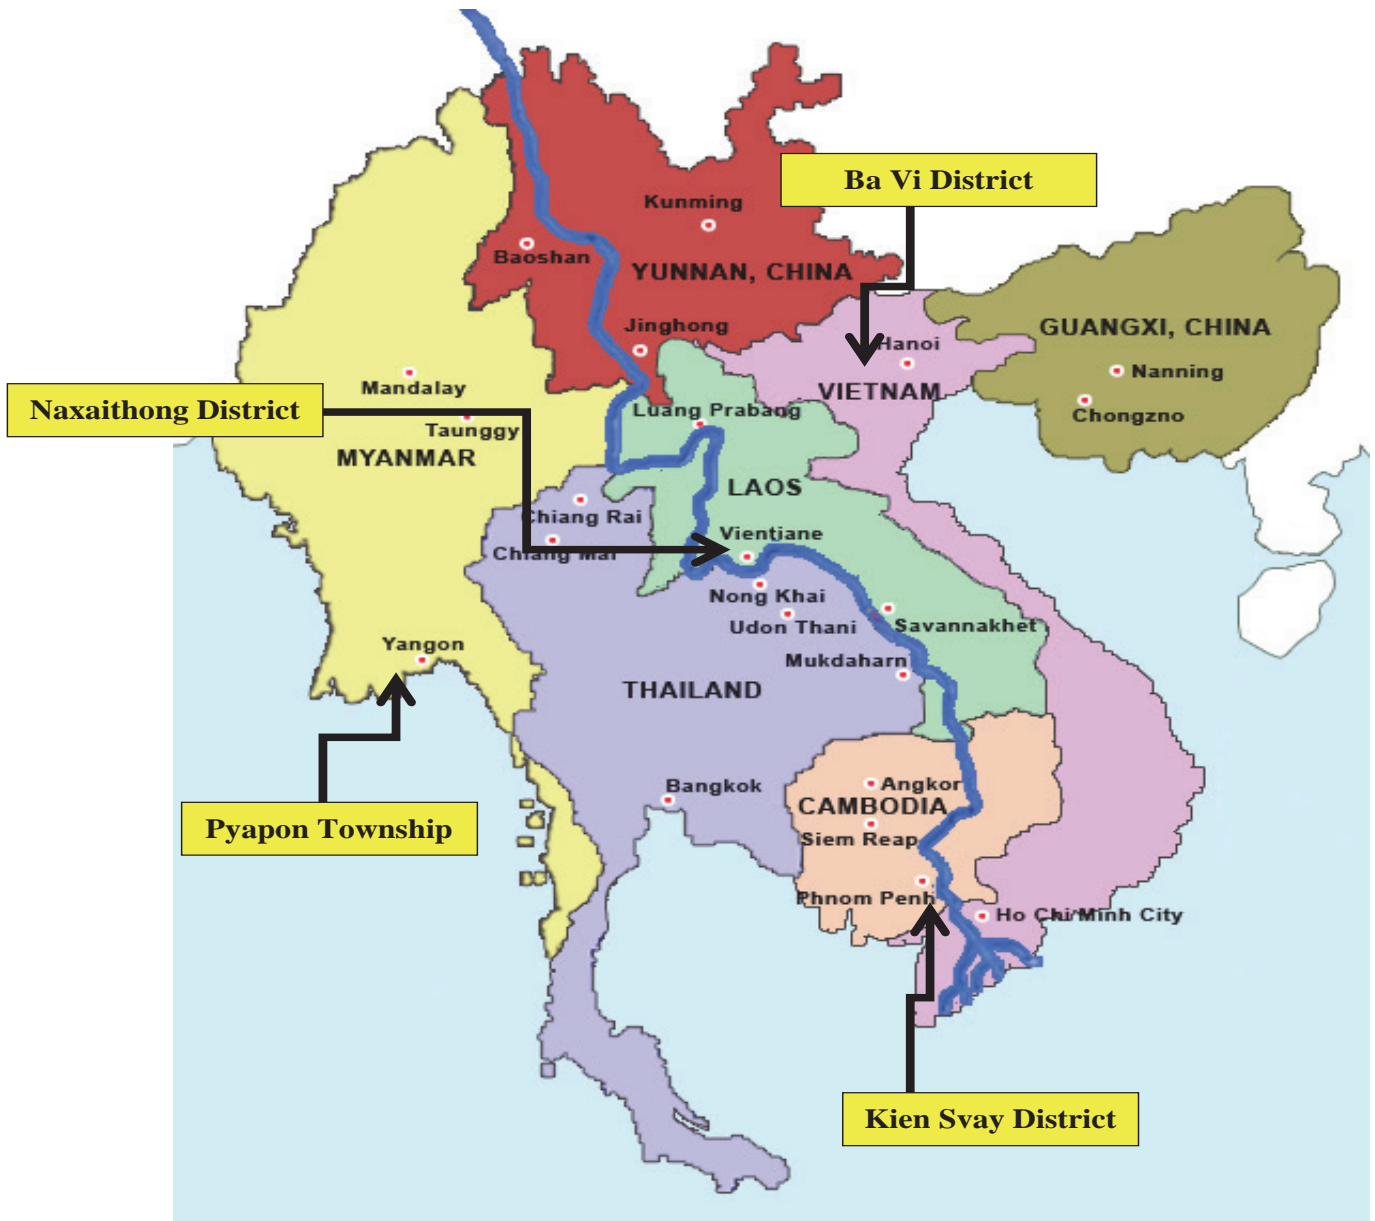 Ba Vi District
Kunming
Baoshan
YUNNAN, CHINA
Jinghong
GUANGXI, CHINA
Hanoi
Nanning
Mandalay
VIETNAM
Chongzno
Naxaithong District
Luang Prabang
Taunggy
MYANMAR
LAOS
Chiang Rai
Vientiane
Chiang Mai
Nong Khai
Udon Thani
Savannakhet
Yangon
Mukdaharn
THAILAND
Bangkok
Angkor
CAMBODIA
Pyapon Township
Siem Reap
Phnom Penh
Ho Chi Minh City
Kien Svay District